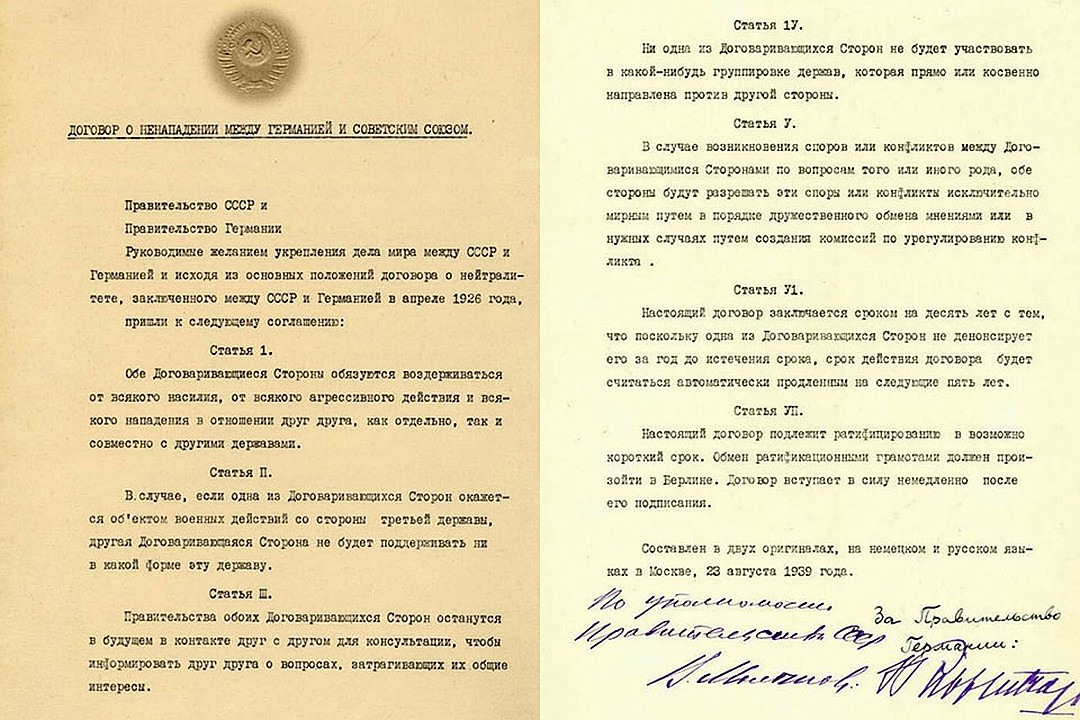 ДОГОВОР О НЕНАПАДЕНИИ МЕЖДУ ГЕРМАНИЕЙ И СОВЕТСКИМ СОЮЗОМ.
Правительство СССР и
Правительство Германии
Руководимые желанием укрепления дела мира между СССР и
Германией и исходя из основных положений договора о нейтрали-
тете, заключенного между СССР и Германией в апреле 1926 года,
пришли к следующему соглашению:
Статья 1.
Обе Договаривающиеся Стороны обязуются воздерживаться
от всякого насилия, от всякого агрессивного действия и вся-
кого нападения в отношении друг друга, как отдельно, так и
совместно с другими державами.
Статья П.
В случае, если одна из Договаривающихся Сторон окажет-
ся об'ектом военных действий со стороны третьей державы,
другая Договаривающаяся Сторона не будет поддерживать ни
в какой форме эту державу.
Статья Ш.
Правительства обоих Договаривающихся Сторон останутся
в будущем в контакте друг с другом для консультации, чтобы
информировать друг друга о вопросах, затрагивающих их общие
интересы.
Статья 1У.
Ни одна из Договаривающихся Сторон не будет участвовать
в какой-нибудь группировке держав, которая прямо или косвенно
направлена против другой стороны.
Статья У.
В случае возникновения споров или конфликтов между Дого-
варивающимися Сторонами по вопросам того или иного рода, обе
стороны будут разрешать эти споры или конфликты исключительно
мирным путем в порядке дружественного обмена мнениями или в
нужных случаях путем создания комиссий по урегулированию конф-
ликта .
Статья У1.
Настоящий договор заключается сроком на десять лет с тем,
что поскольку одна из Договаривающихся Сторон не денонсирует
его за год до истечения срока, срок действия договора будет
считаться автоматически продленным на следующие пять лет.
Статья УП.
Настоящий договор подлежит ратифицированию в возможно
короткий срок. Обмен ратификационными грамотами должен прои-
зойти в Берлине. Договор вступает в силу немедленно после
его подписания.
Составлен в двух оригиналах, на немецком и русском язы-
ках в Москве, 23 августа 1939 года.
По уполномочию
Правительства СССР
В. Молотов.
За Правительство
Германии: